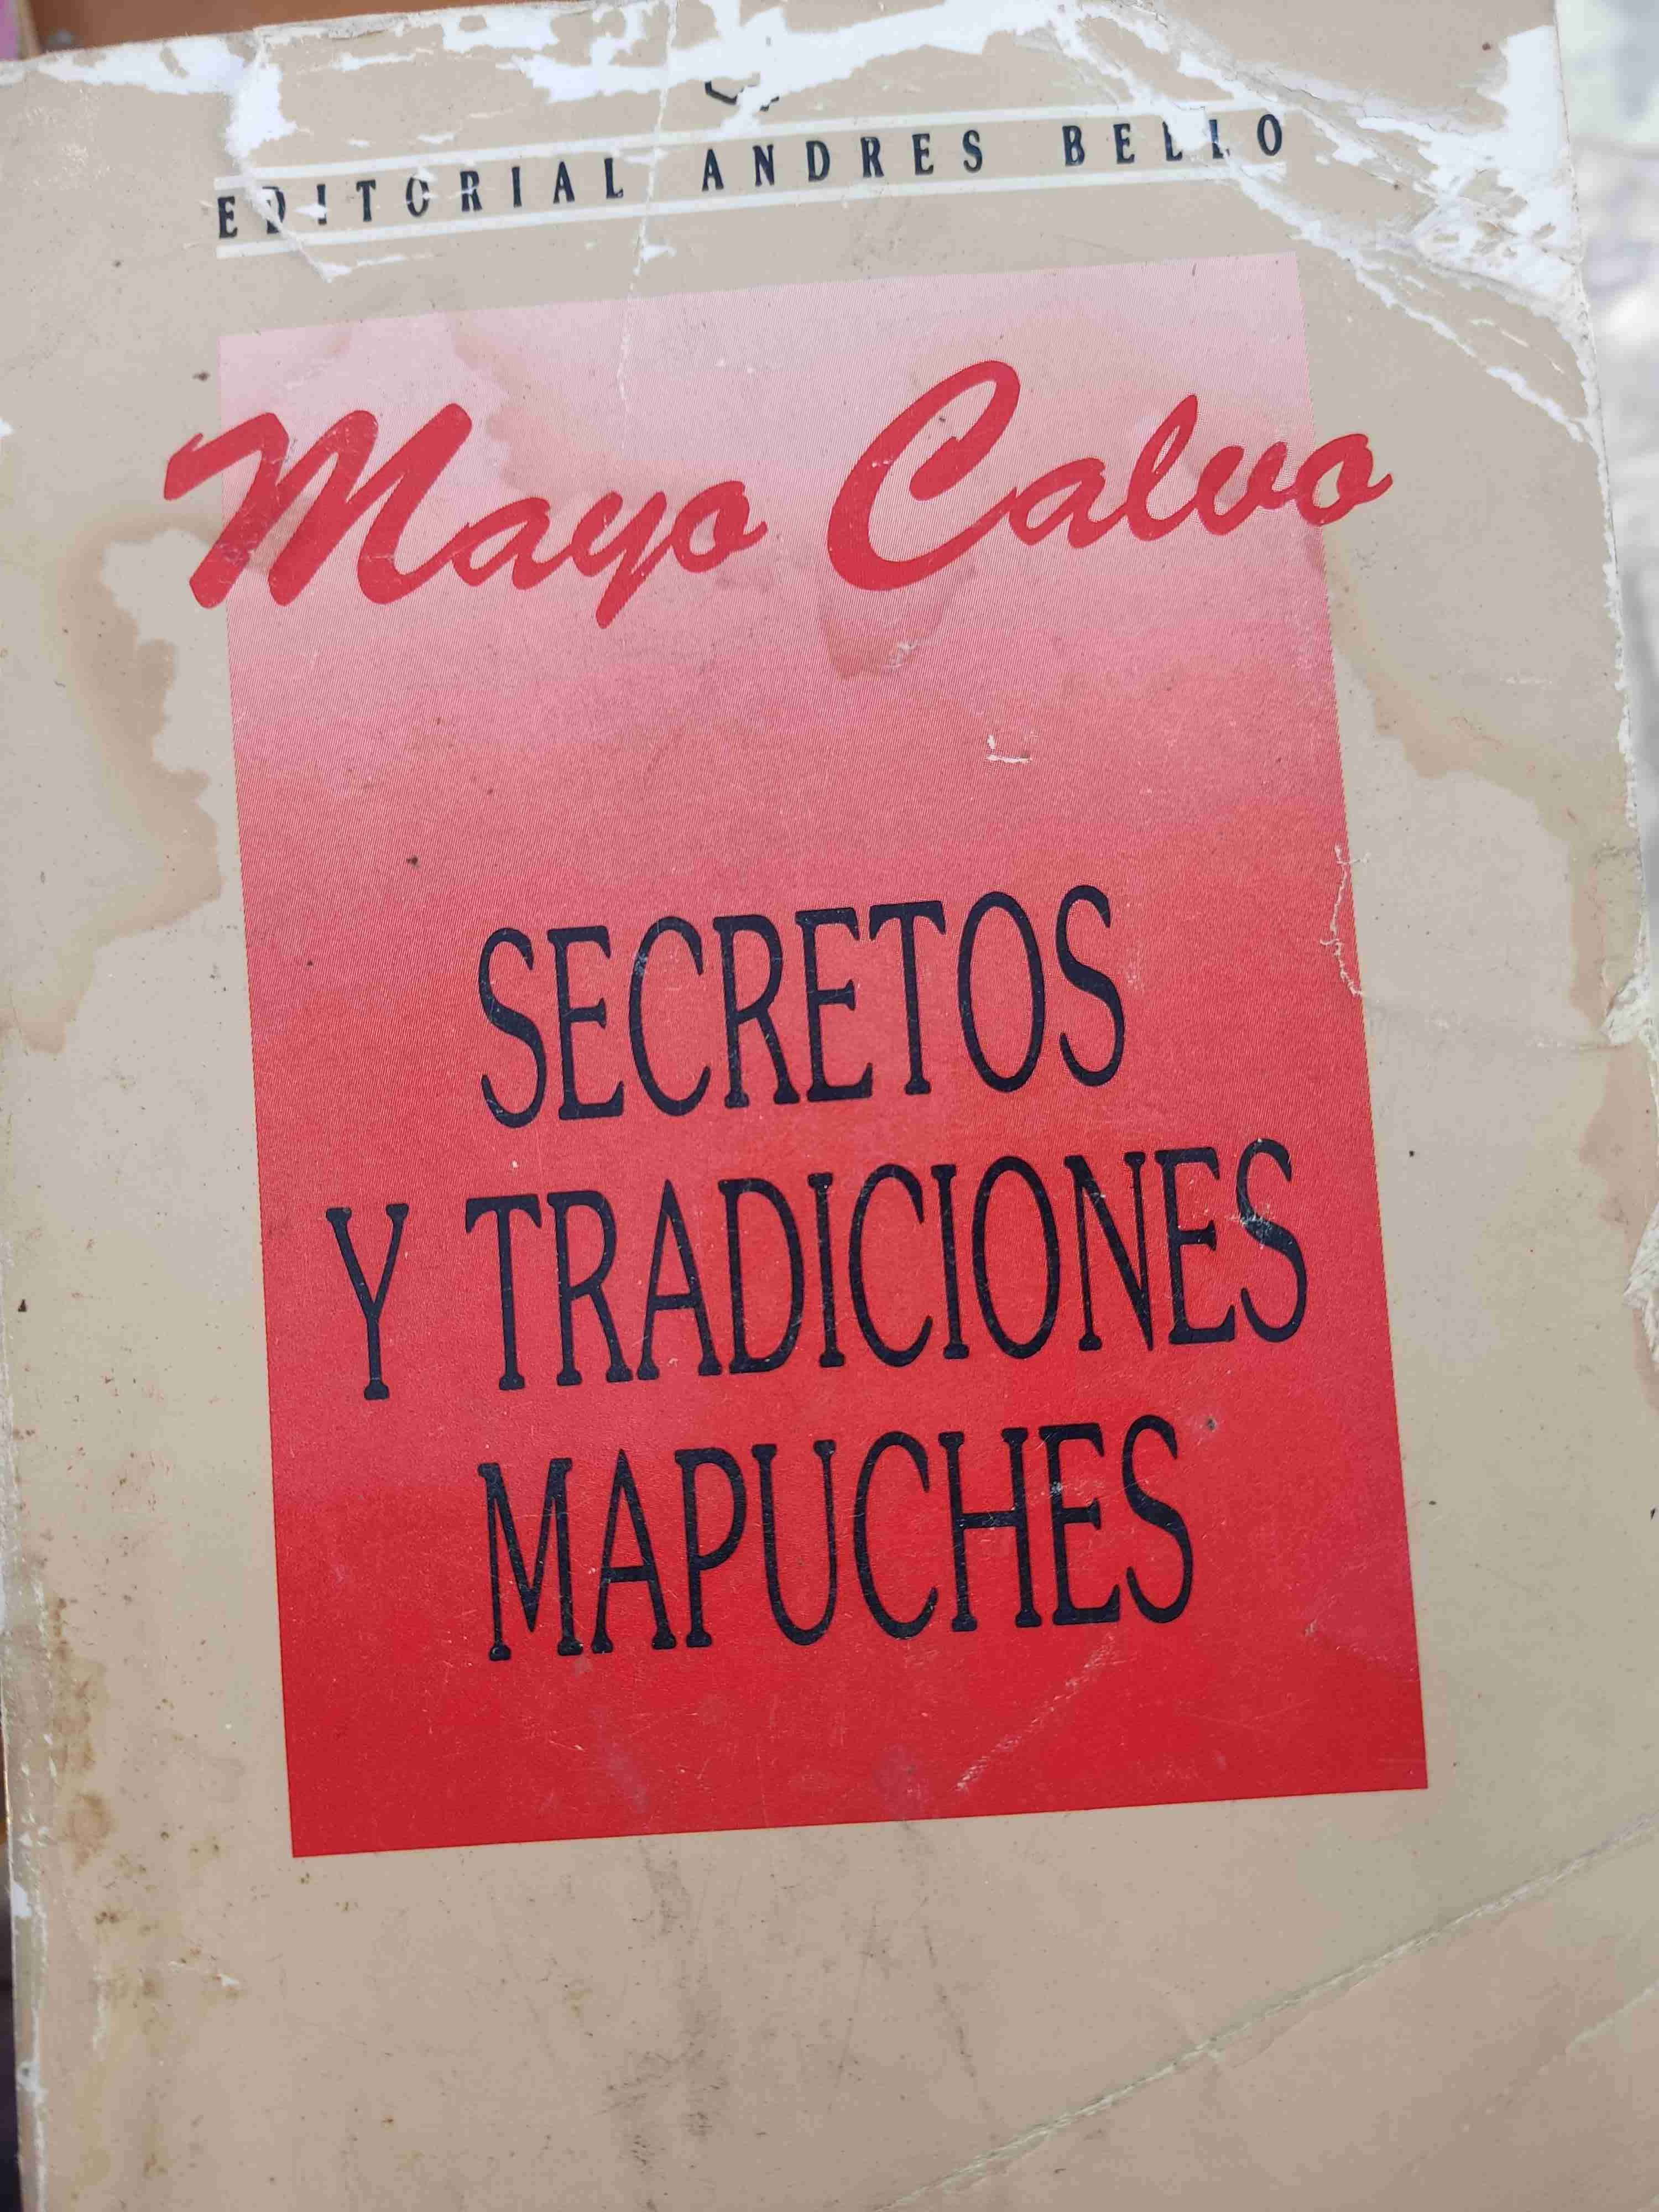 EDITORIAL ANDRES BELLO
Mayo Calvo
SECRETOS
Y TRADICIONES
MAPUCHES